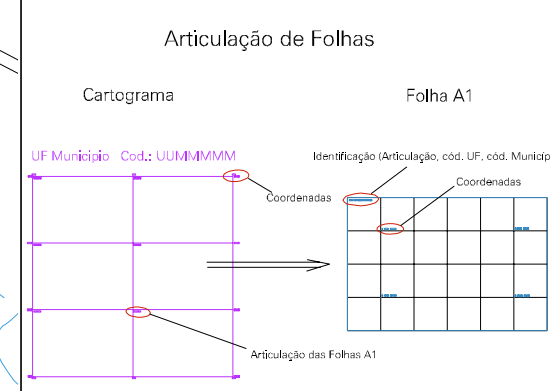 Articulação de Folhas
Cartograma
Folha A1
UF Municipio Cod.: UUMMMMM
Identificação (Articulação, cód. UF, cód. Municíp
Coordenadas
Coordenadas
Articulação das Folhas A1